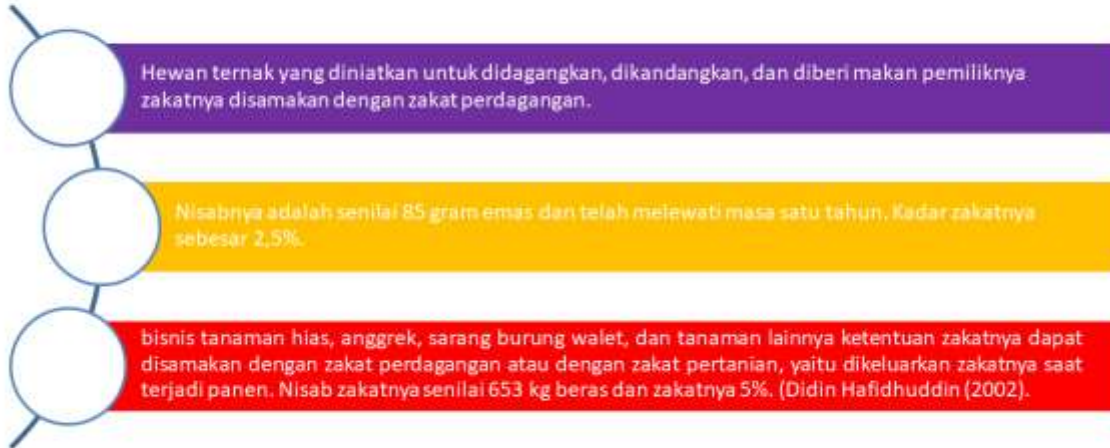 Hewan ternak yang diniatkan untuk didagangkan, dikandangkan, dan diberi makan pemiliknya
zakatnya disamakan dengan zakat perdagangan.
Nisabnya adalah senilai 85 gram emas dan telah melewati masa satu tahun. Kadar zakatnya
sebesar 2,5%.
bisnis tanaman hias, anggrek, sarang burung walet, dan tanaman lainnya ketentuan zakatnya dapat
disamakan dengan zakat perdagangan atau dengan zakat pertanian, yaitu dikeluarkan zakatnya saat
terjadi panen. Nisab zakatnya senilai 653 kg beras dan zakatnya 5%. (Didin Hafidhuddin (2002).